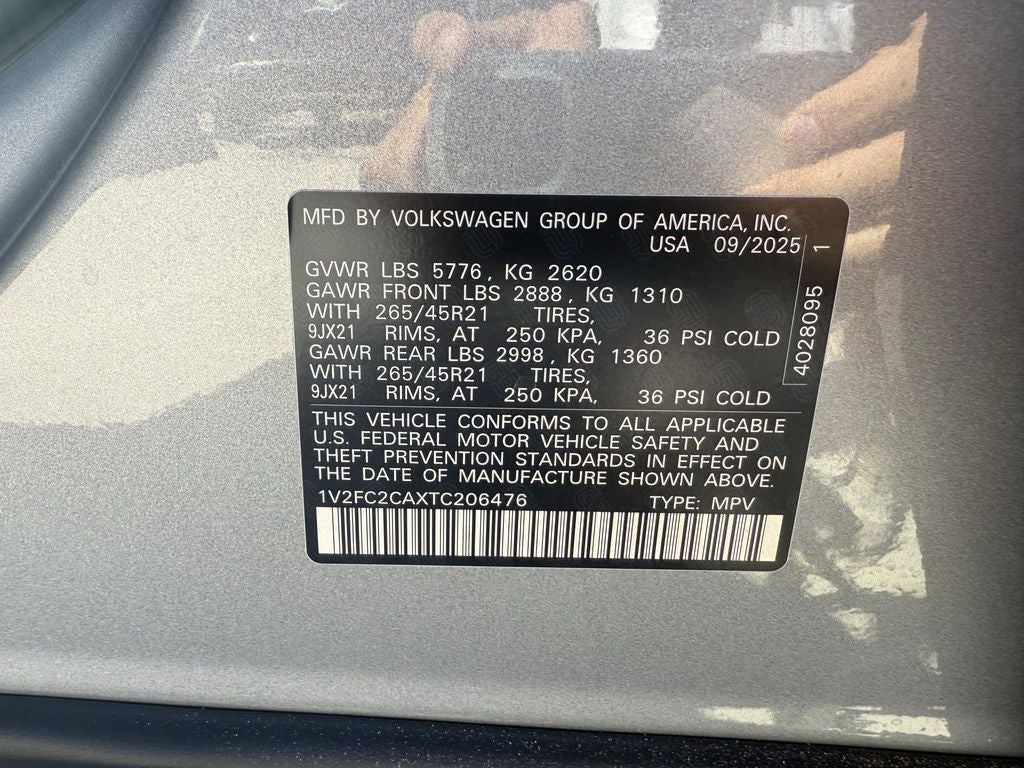 MFD BY VOLKSWAGEN GROUP OF AMERICA, INC.
USA 09/2025
GVWR LBS 5776, KG 2620
GAWR FRONT LBS 2888, KG 1310
WITH 265/45R21 TIRES,
9JX21 RIMS, AT 250 KPA, 36 PSI COLD
GAWR REAR LBS 2998, KG 1360
WITH 265/45R21 TIRES,
9JX21 RIMS, AT 250 KPA, 36 PSI COLD
4028095 1
THIS VEHICLE CONFORMS TO ALL APPLICABLE
U.S. FEDERAL MOTOR VEHICLE SAFETY AND
THEFT PREVENTION STANDARDS IN EFFECT ON
THE DATE OF MANUFACTURE SHOWN ABOVE.
1V2FC2CAXTC206476 TYPE: MPV